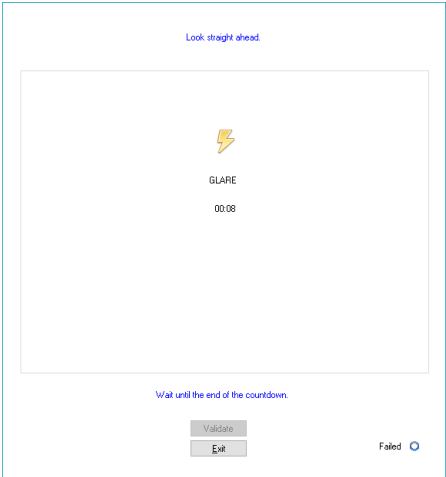 Look straight ahead.
GLARE
00:08
Wait until the end of the countdown.
Validate
Exit
Failed